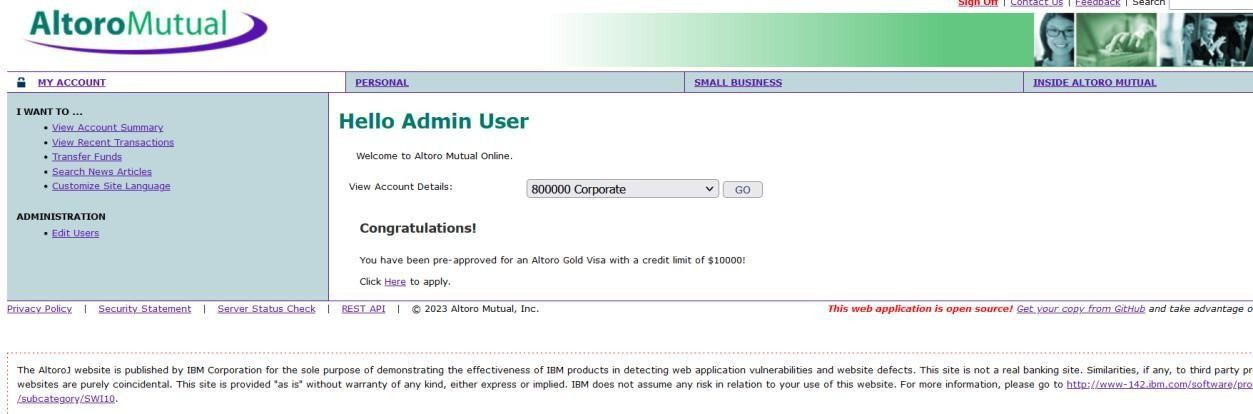 Sign Off | Contact Us | Feedback | Search
AltoroMutual
MY ACCOUNT
PERSONAL
SMALL BUSINESS
INSIDE ALTORO MUTUAL
I WANT TO ...
• View Account Summary
• View Recent Transactions
• Transfer Funds
• Search News Articles
• Customize Site Language
ADMINISTRATION
• Edit Users
Hello Admin User
Welcome to Altoro Mutual Online.
View Account Details: 800000 Corporate GO
Congratulations!
You have been pre-approved for an Altoro Gold Visa with a credit limit of $10000!
Click Here to apply.
Privacy Policy | Security Statement | Server Status Check | REST API | © 2023 Altoro Mutual, Inc.
This web application is open source! Get your copy from GitHub and take advantage o
The AltoroJ website is published by IBM Corporation for the sole purpose of demonstrating the effectiveness of IBM products in detecting web application vulnerabilities and website defects. This site is not a real banking site. Similarities, if any, to third party pr
websites are purely coincidental. This site is provided "as is" without warranty of any kind, either express or implied. IBM does not assume any risk in relation to your use of this website. For more information, please go to http://www-142.ibm.com/software/pro
/subcategory/SWI10.